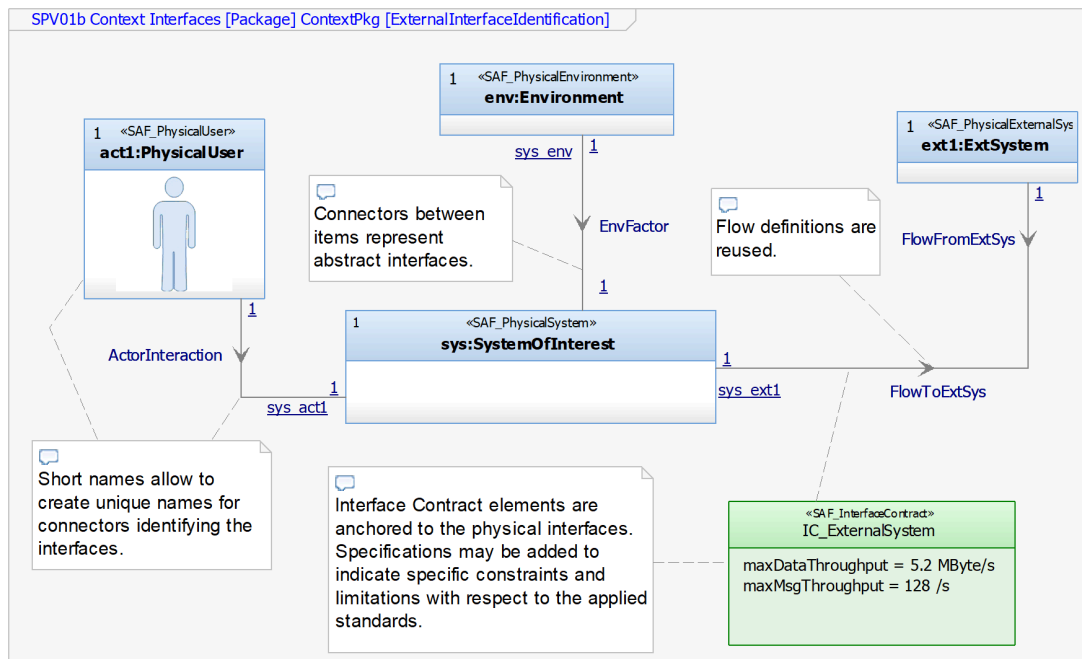 SPV01b Context Interfaces [Package] ContextPkg [ExternalInterfaceIdentification]
1 «SAF_PhysicalEnvironment»
env:Environment
sys_env 1
EnvFactor
1
1 «SAF_PhysicalUser»
act1:PhysicalUser
1
ActorInteraction
1
sys_act1
1 «SAF_PhysicalExternalSys
ext1:ExtSystem
1
FlowFromExtSys
Connectors between
items represent
abstract interfaces.
Flow definitions are
reused.
1 «SAF_PhysicalSystem»
sys:SystemOfInterest
1
sys_ext1
FlowToExtSys
Short names allow to
create unique names for
connectors identifying the
interfaces.
Interface Contract elements are
anchored to the physical interfaces.
Specifications may be added to
indicate specific constraints and
limitations with respect to the applied
standards.
«SAF_InterfaceContract»
IC_ExternalSystem
maxDataThroughput = 5.2 MByte/s
maxMsgThroughput = 128 /s